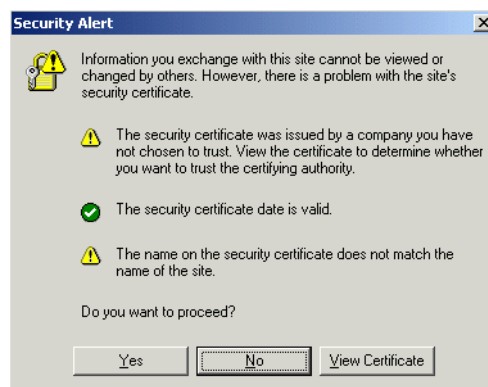 Security Alert
Information you exchange with this site cannot be viewed or
changed by others. However, there is a problem with the site's
security certificate.
The security certificate was issued by a company you have
not chosen to trust. View the certificate to determine whether
you want to trust the certifying authority.
The security certificate date is valid.
The name on the security certificate does not match the
name of the site.
Do you want to proceed?
Yes No View Certificate